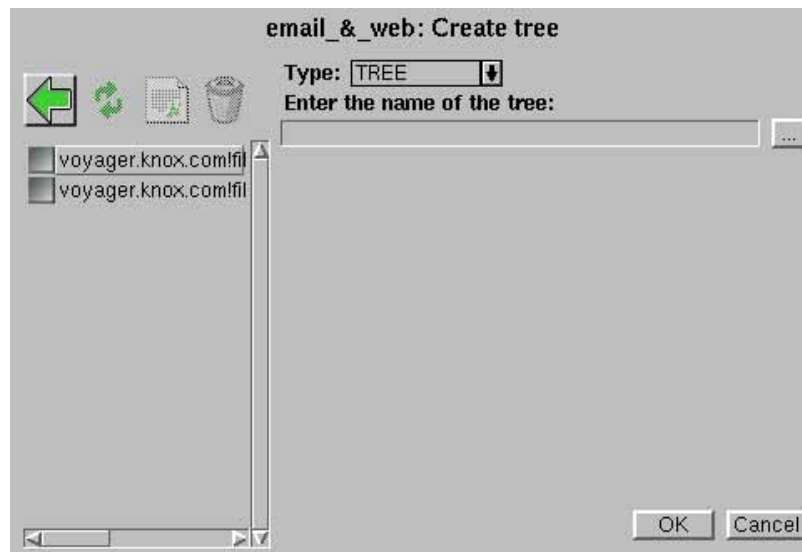 email_&_web: Create tree
Type: TREE
Enter the name of the tree:
...
voyager.knox.com!fil
voyager.knox.com!fil
OK
Cancel